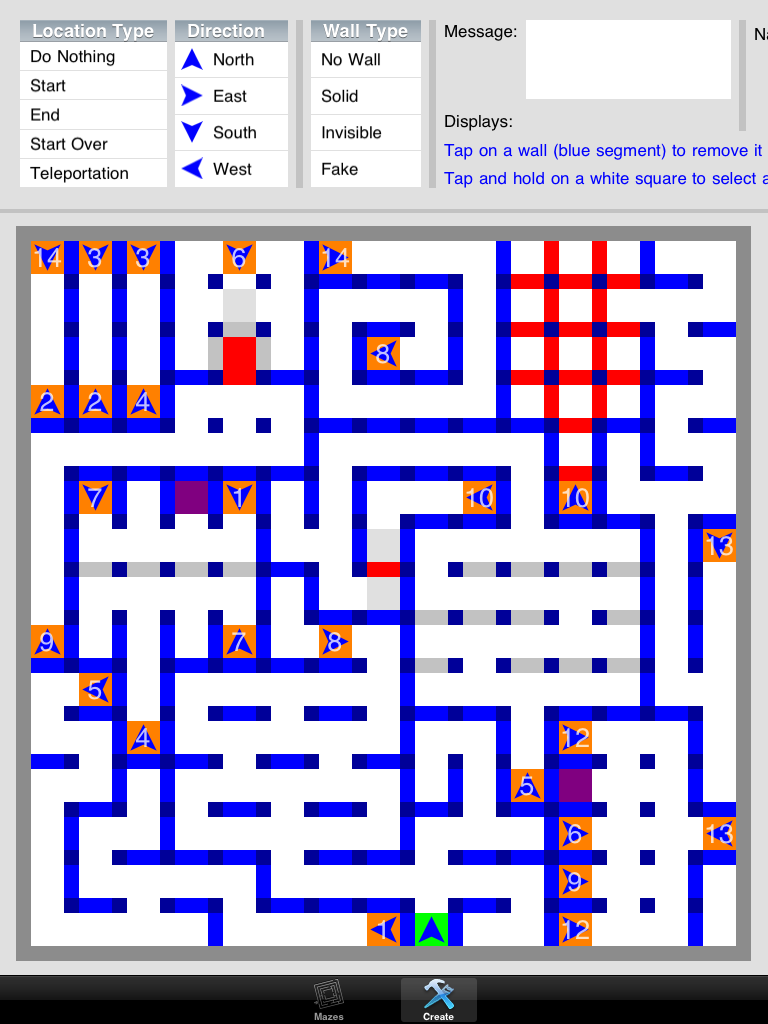 Location Type
Do Nothing
Start
End
Start Over
Teleportation
Direction
North
East
South
West
Wall Type
No Wall
Solid
Invisible
Fake
Message:
Displays:
Tap on a wall (blue segment) to remove it
Tap and hold on a white square to select a
Na
14 3 3 6 14
8
2 2 4
7 1 10 10
13
9 7 8
5
4 12
5
6 13
9
1 12
Mazes Create